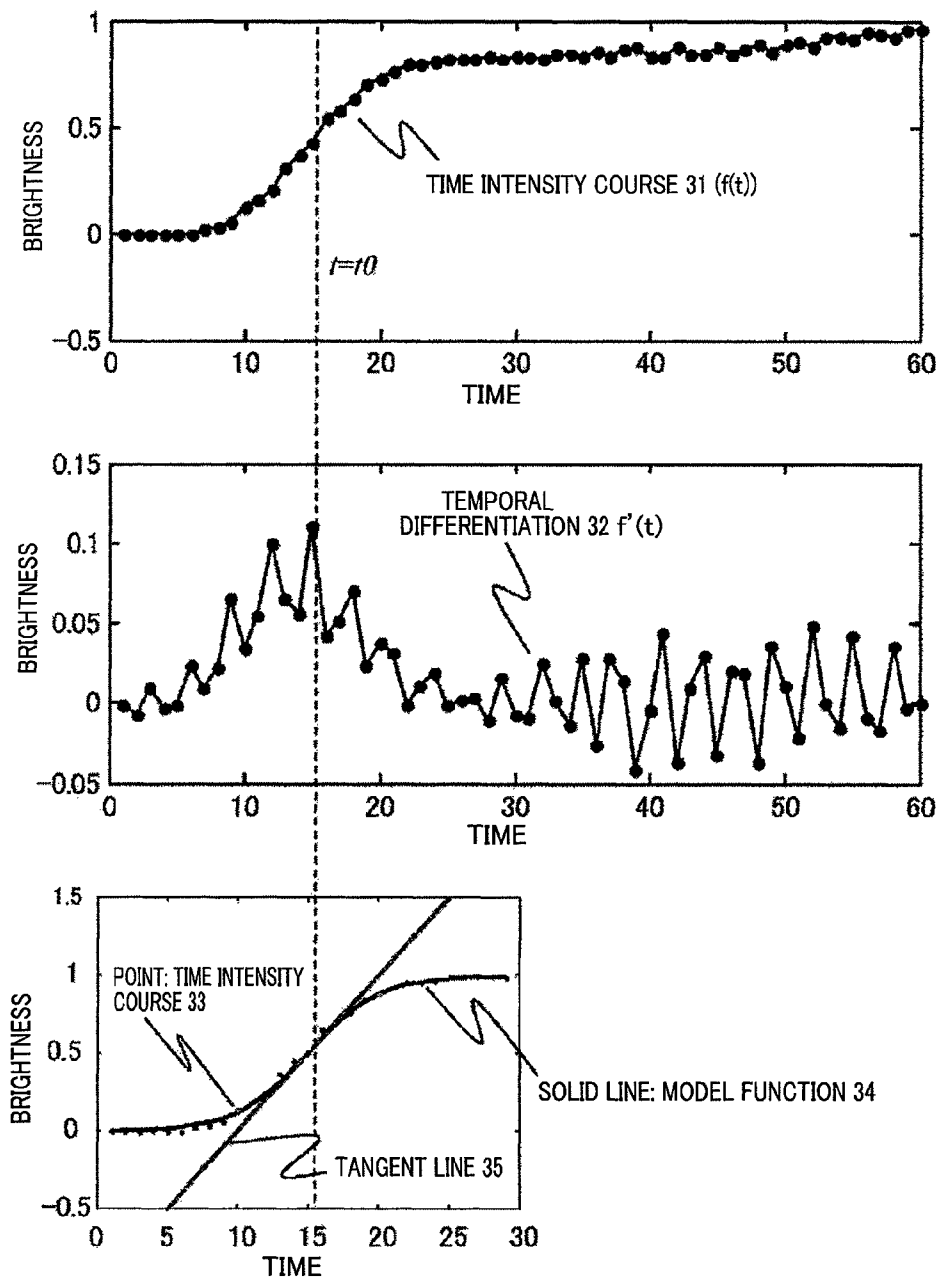 1
0.5
0
−0.5
BRIGHTNESS
TIME INTENSITY COURSE 31 (f(t))
t=t0
0 10 20 30 40 50 60
TIME
0.15
0.1
0.05
0
−0.05
BRIGHTNESS
TEMPORAL
DIFFERENTIATION 32 f'(t)
0 10 20 30 40 50 60
TIME
1.5
1
0.5
0
−0.5
BRIGHTNESS
POINT: TIME INTENSITY
COURSE 33
SOLID LINE: MODEL FUNCTION 34
TANGENT LINE 35
0 5 10 15 20 25 30
TIME